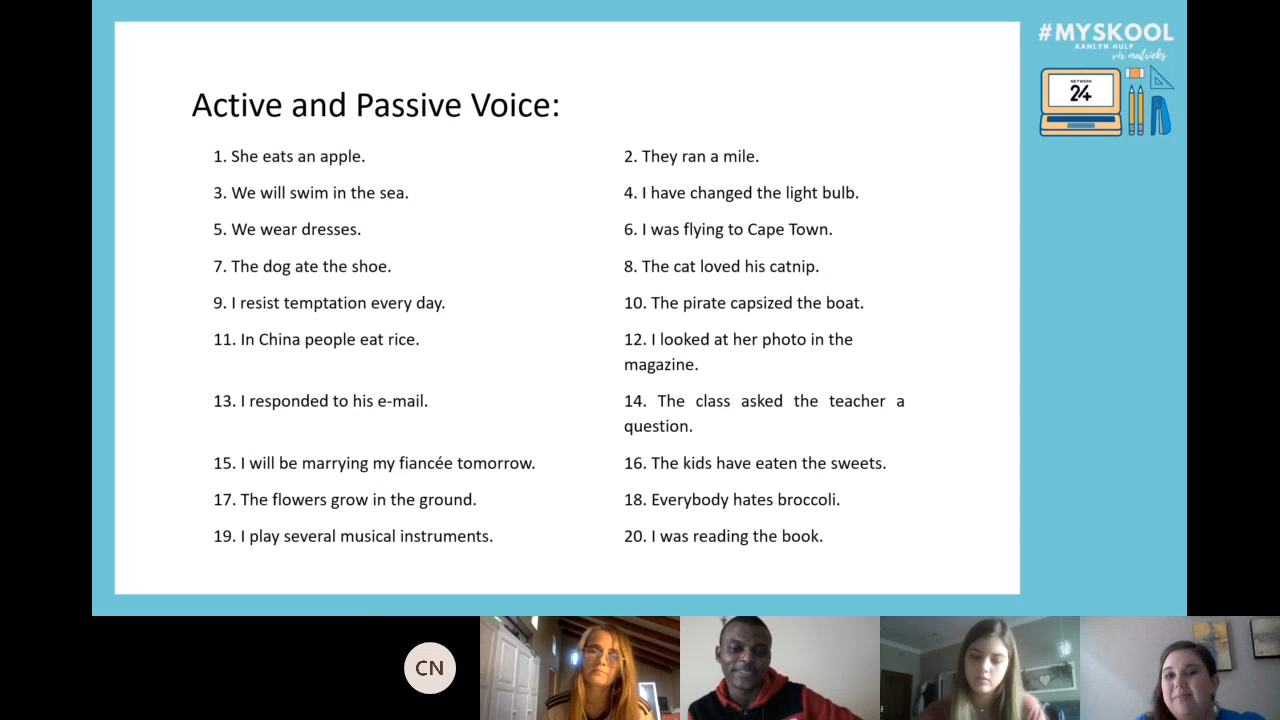 #MYSKOOL
AANLYN HULP
vir matrieks
NETWERK
24
Active and Passive Voice:
1. She eats an apple.
2. They ran a mile.
3. We will swim in the sea.
4. I have changed the light bulb.
5. We wear dresses.
6. I was flying to Cape Town.
7. The dog ate the shoe.
8. The cat loved his catnip.
9. I resist temptation every day.
10. The pirate capsized the boat.
11. In China people eat rice.
12. I looked at her photo in the
magazine.
13. I responded to his e-mail.
14. The class asked the teacher a
question.
15. I will be marrying my fiancée tomorrow.
16. The kids have eaten the sweets.
17. The flowers grow in the ground.
18. Everybody hates broccoli.
19. I play several musical instruments.
20. I was reading the book.
CN